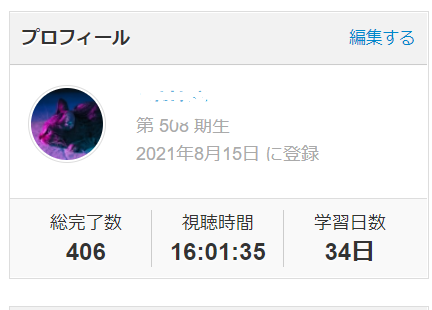 プロフィール
編集する
第 508 期生
2021年8月15日 に登録
総完了数
視聴時間
学習日数
406
16:01:35
34日